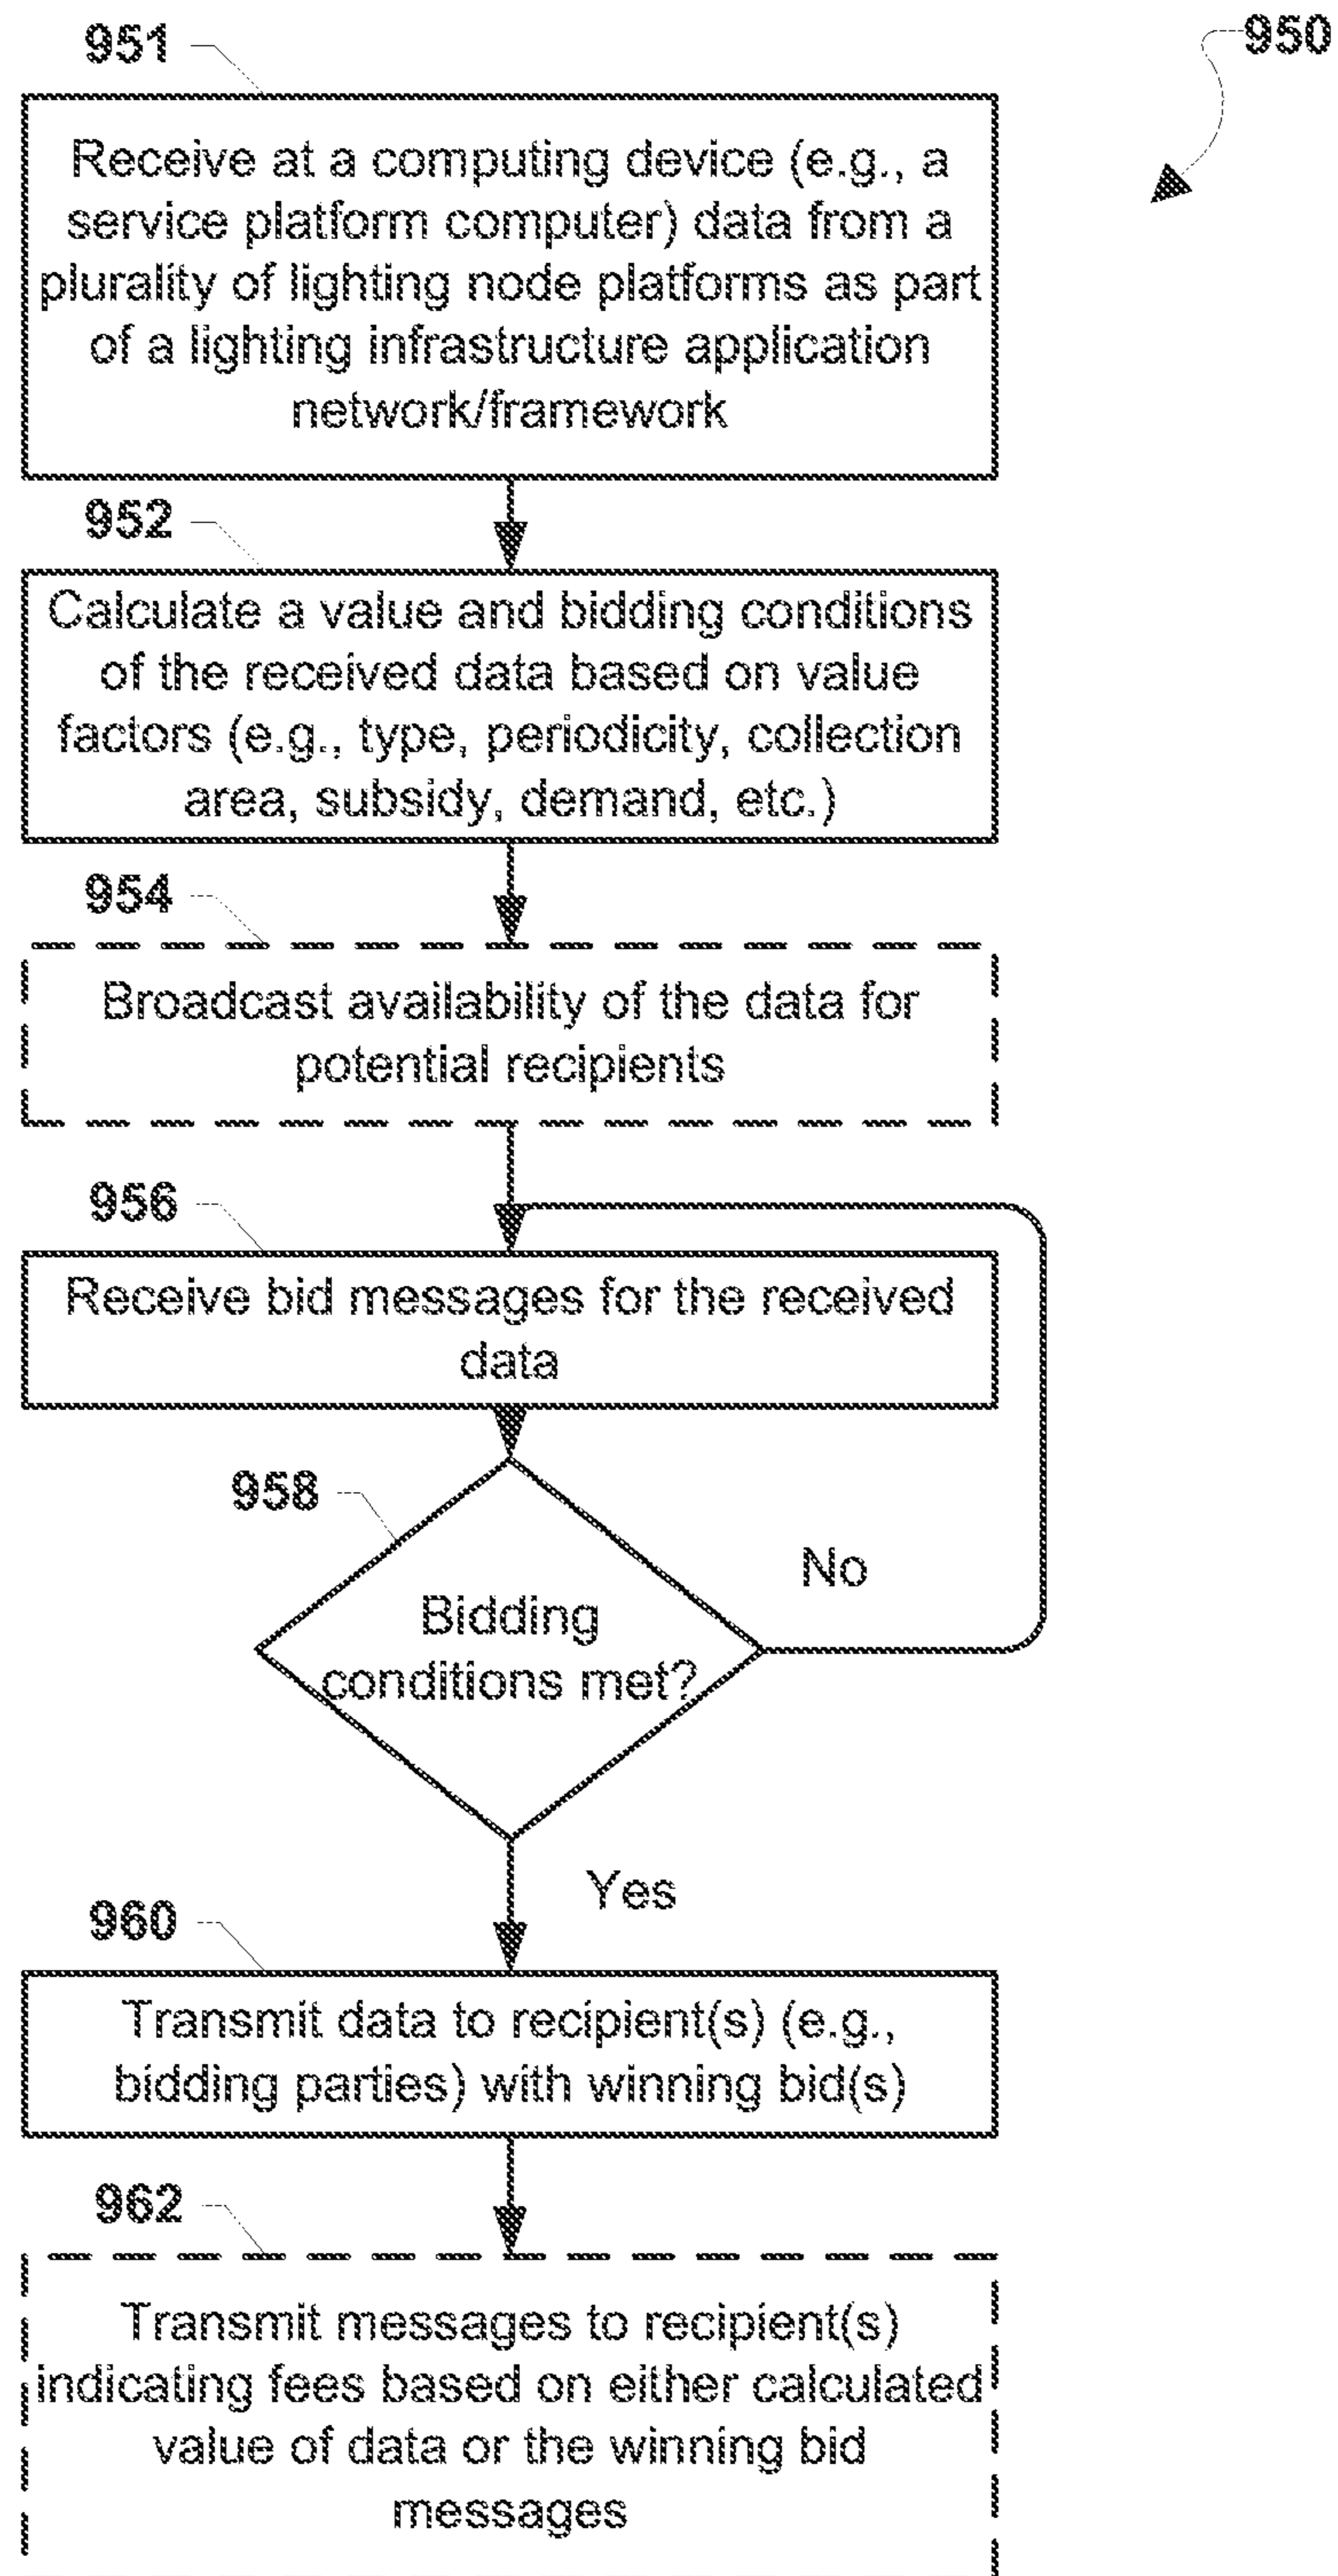 951
950
Receive at a computing device (e.g., a
service platform computer) data from a
plurality of lighting node platforms as part
of a lighting infrastructure application
network/framework
952
Calculate a value and bidding conditions
of the received data based on value
factors (e.g., type, periodicity, collection
area, subsidy, demand, etc.)
954
Broadcast availability of the data for
potential recipients
956
Receive bid messages for the received
data
958
No
Bidding
conditions met?
Yes
960
Transmit data to recipient(s) (e.g.,
bidding parties) with winning bid(s)
962
Transmit messages to recipient(s)
indicating fees based on either calculated
value of data or the winning bid
messages